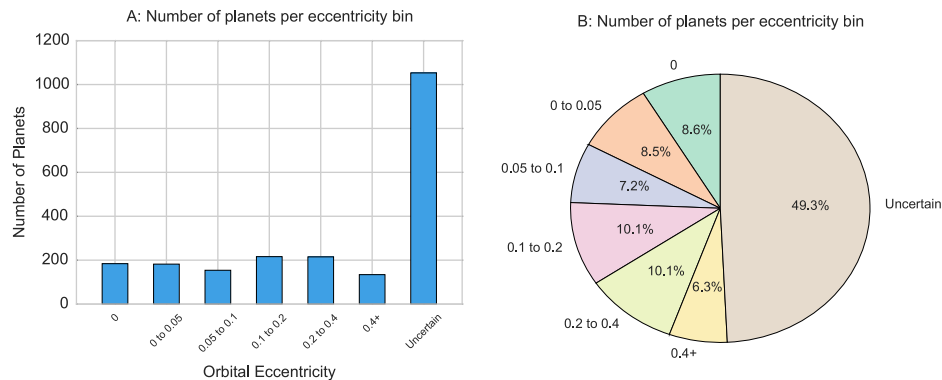 A: Number of planets per eccentricity bin
1200
1000
800
600
400
200
0
Number of Planets
0
0 to 0.05
0.05 to 0.1
0.1 to 0.2
0.2 to 0.4
0.4+
Uncertain
Orbital Eccentricity
B: Number of planets per eccentricity bin
0
8.6%
0 to 0.05
8.5%
0.05 to 0.1
7.2%
0.1 to 0.2
10.1%
0.2 to 0.4
10.1%
0.4+
6.3%
49.3%
Uncertain